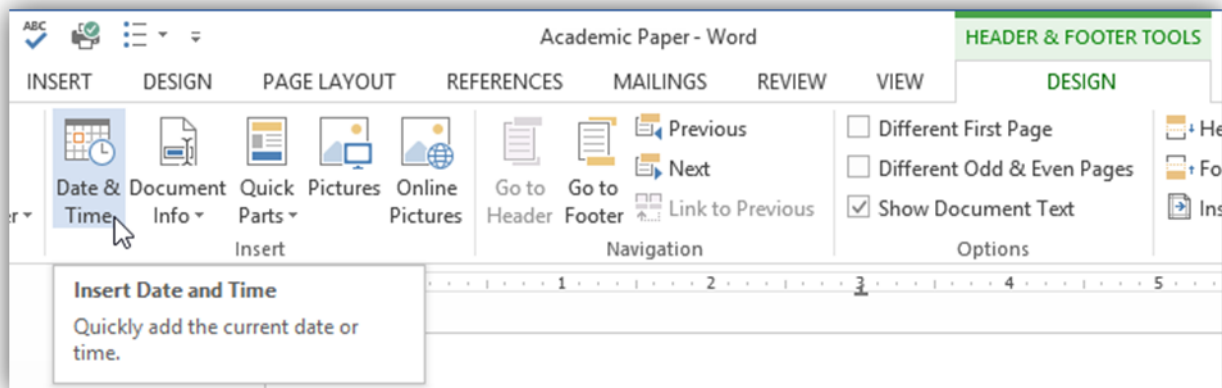 ABC
Academic Paper - Word
HEADER & FOOTER TOOLS
INSERT DESIGN PAGE LAYOUT REFERENCES MAILINGS REVIEW VIEW DESIGN
Date & Time
Document Info
Quick Parts
Pictures
Online Pictures
Insert
Go to Header
Go to Footer
Previous
Next
Link to Previous
Navigation
Different First Page
Different Odd & Even Pages
Show Document Text
Options
1 2 3 4 5
Insert Date and Time
Quickly add the current date or
time.